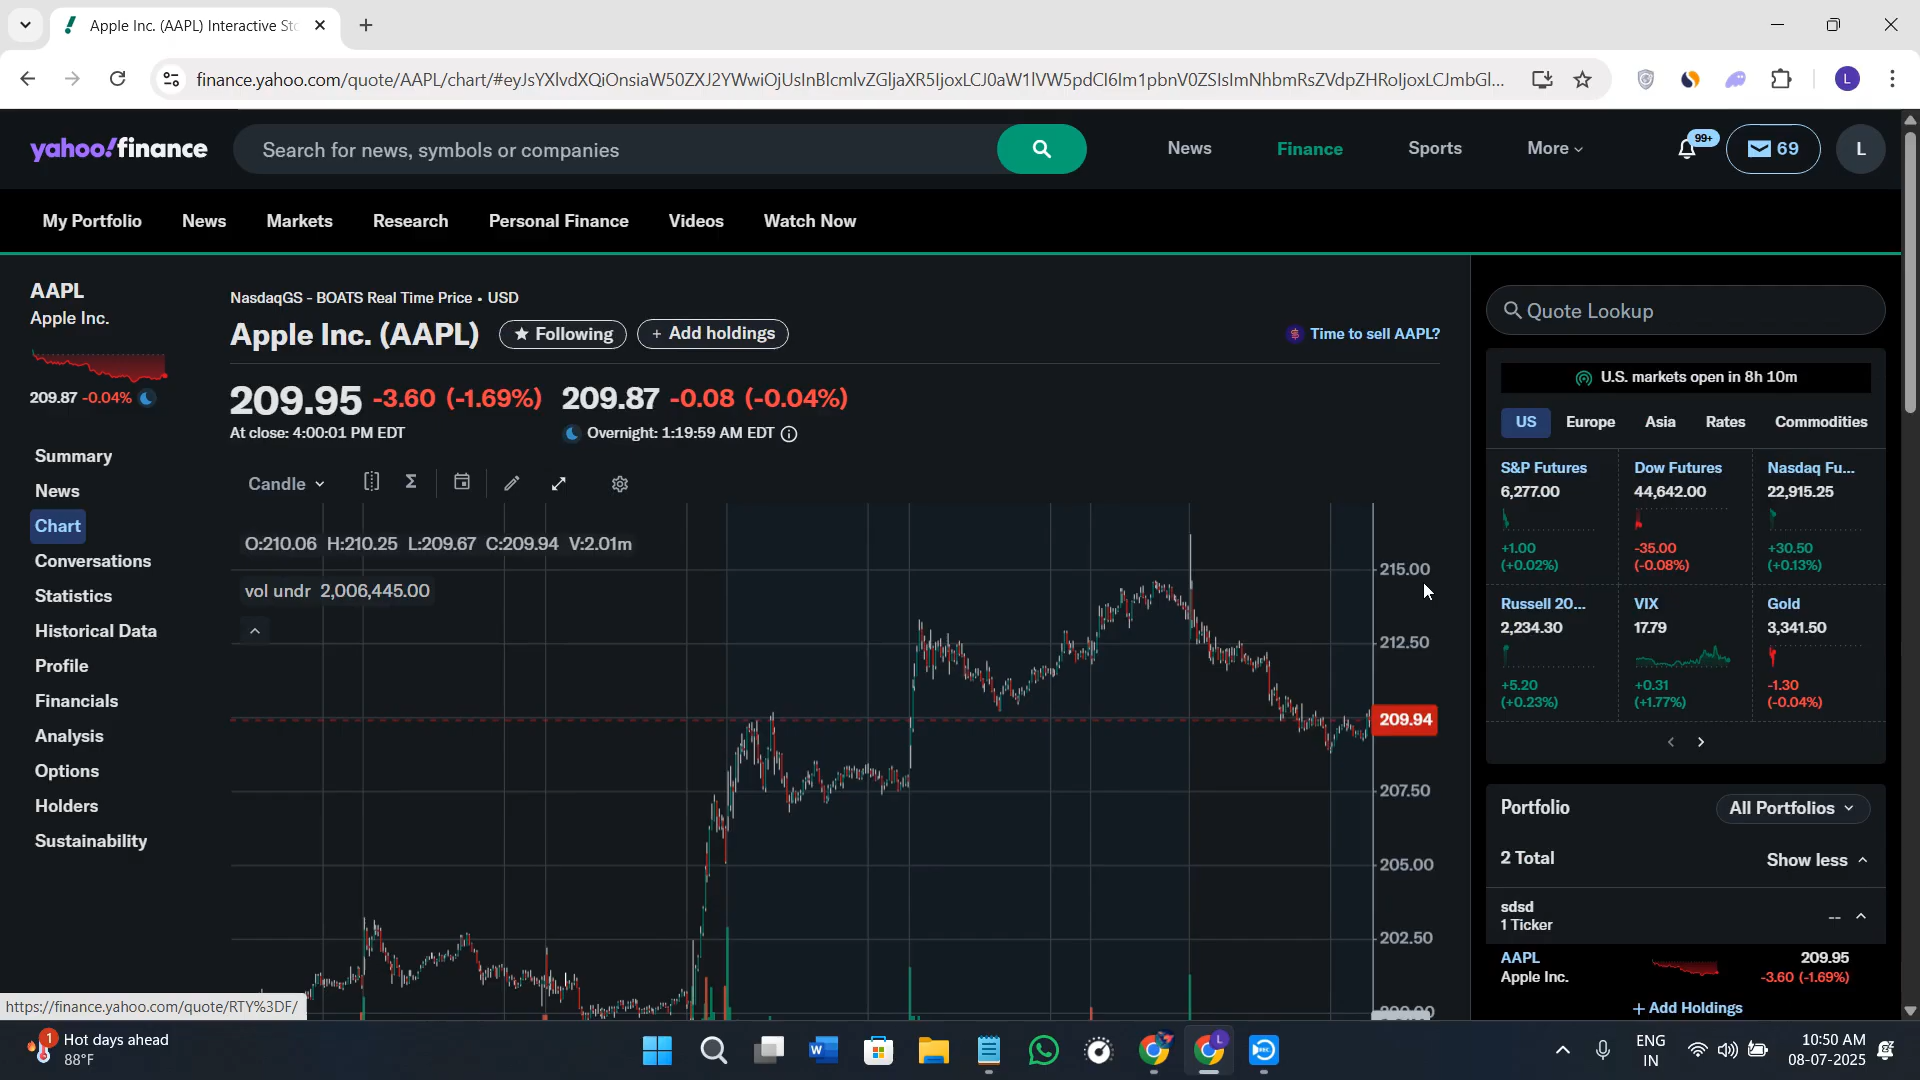 Apple Inc. (AAPL) Interactive Sto
finance.yahoo.com/quote/AAPL/chart/#eyJsYXlvdXQiOnsiaW50ZXJ2YWwiOjUsInBlcmlvZGljaXR5IjoxLCJ0aW1lVW5pdCI6Im1pbnV0ZSIsImNhbmRsZVdpZHRoIjoxLCJmbGl...
L
yahoo!finance
Search for news, symbols or companies
News Finance Sports More
99+
69
L
My Portfolio News Markets Research Personal Finance Videos Watch Now
AAPL
Apple Inc.
209.87 -0.04%
Summary
News
Chart
Conversations
Statistics
Historical Data
Profile
Financials
Analysis
Options
Holders
Sustainability
NasdaqGS - BOATS Real Time Price • USD
Apple Inc. (AAPL) Following + Add holdings
Time to sell AAPL?
209.95 -3.60 (-1.69%) 209.87 -0.08 (-0.04%)
At close: 4:00:01 PM EDT Overnight: 1:19:59 AM EDT
Candle
O:210.06 H:210.25 L:209.67 C:209.94 V:2.01m
vol undr 2,006,445.00
215.00
212.50
209.94
207.50
205.00
202.50
200.00
Quote Lookup
U.S. markets open in 8h 10m
US Europe Asia Rates Commodities
S&P Futures
6,277.00
+1.00
(+0.02%)
Dow Futures
44,642.00
-35.00
(-0.08%)
Nasdaq Fu...
22,915.25
+30.50
(+0.13%)
Russell 20...
2,234.30
+5.20
(+0.23%)
VIX
17.79
+0.31
(+1.77%)
Gold
3,341.50
-1.30
(-0.04%)
Portfolio All Portfolios
2 Total Show less
sdsd
1 Ticker --
AAPL 209.95
Apple Inc. -3.60 (-1.69%)
+ Add Holdings
https://finance.yahoo.com/quote/RTY%3DF/
1
Hot days ahead
88°F
L
ENG
IN
10:50 AM
08-07-2025